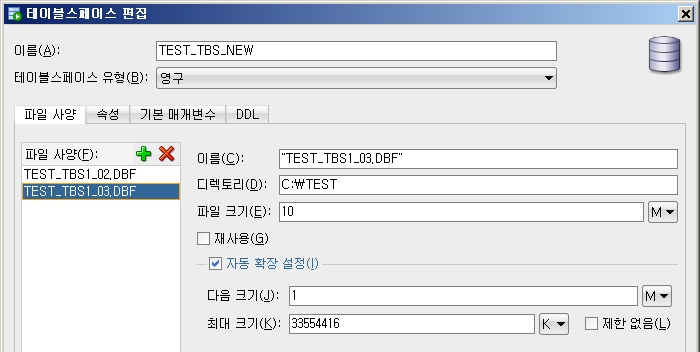 테이블스페이스 편집
이름(A): TEST_TBS_NEW
테이블스페이스 유형(B): 영구
파일 사양 속성 기본 매개변수 DDL
파일 사양(F):
TEST_TBS1_02,DBF
TEST_TBS1_03,DBF
이름(C): "TEST_TBS1_03,DBF"
디렉토리(D): C:₩TEST
파일 크기(E): 10 M
재사용(G)
자동 확장 설정(I)
다음 크기(J): 1 M
최대 크기(K): 33554416 K 제한 없음(L)